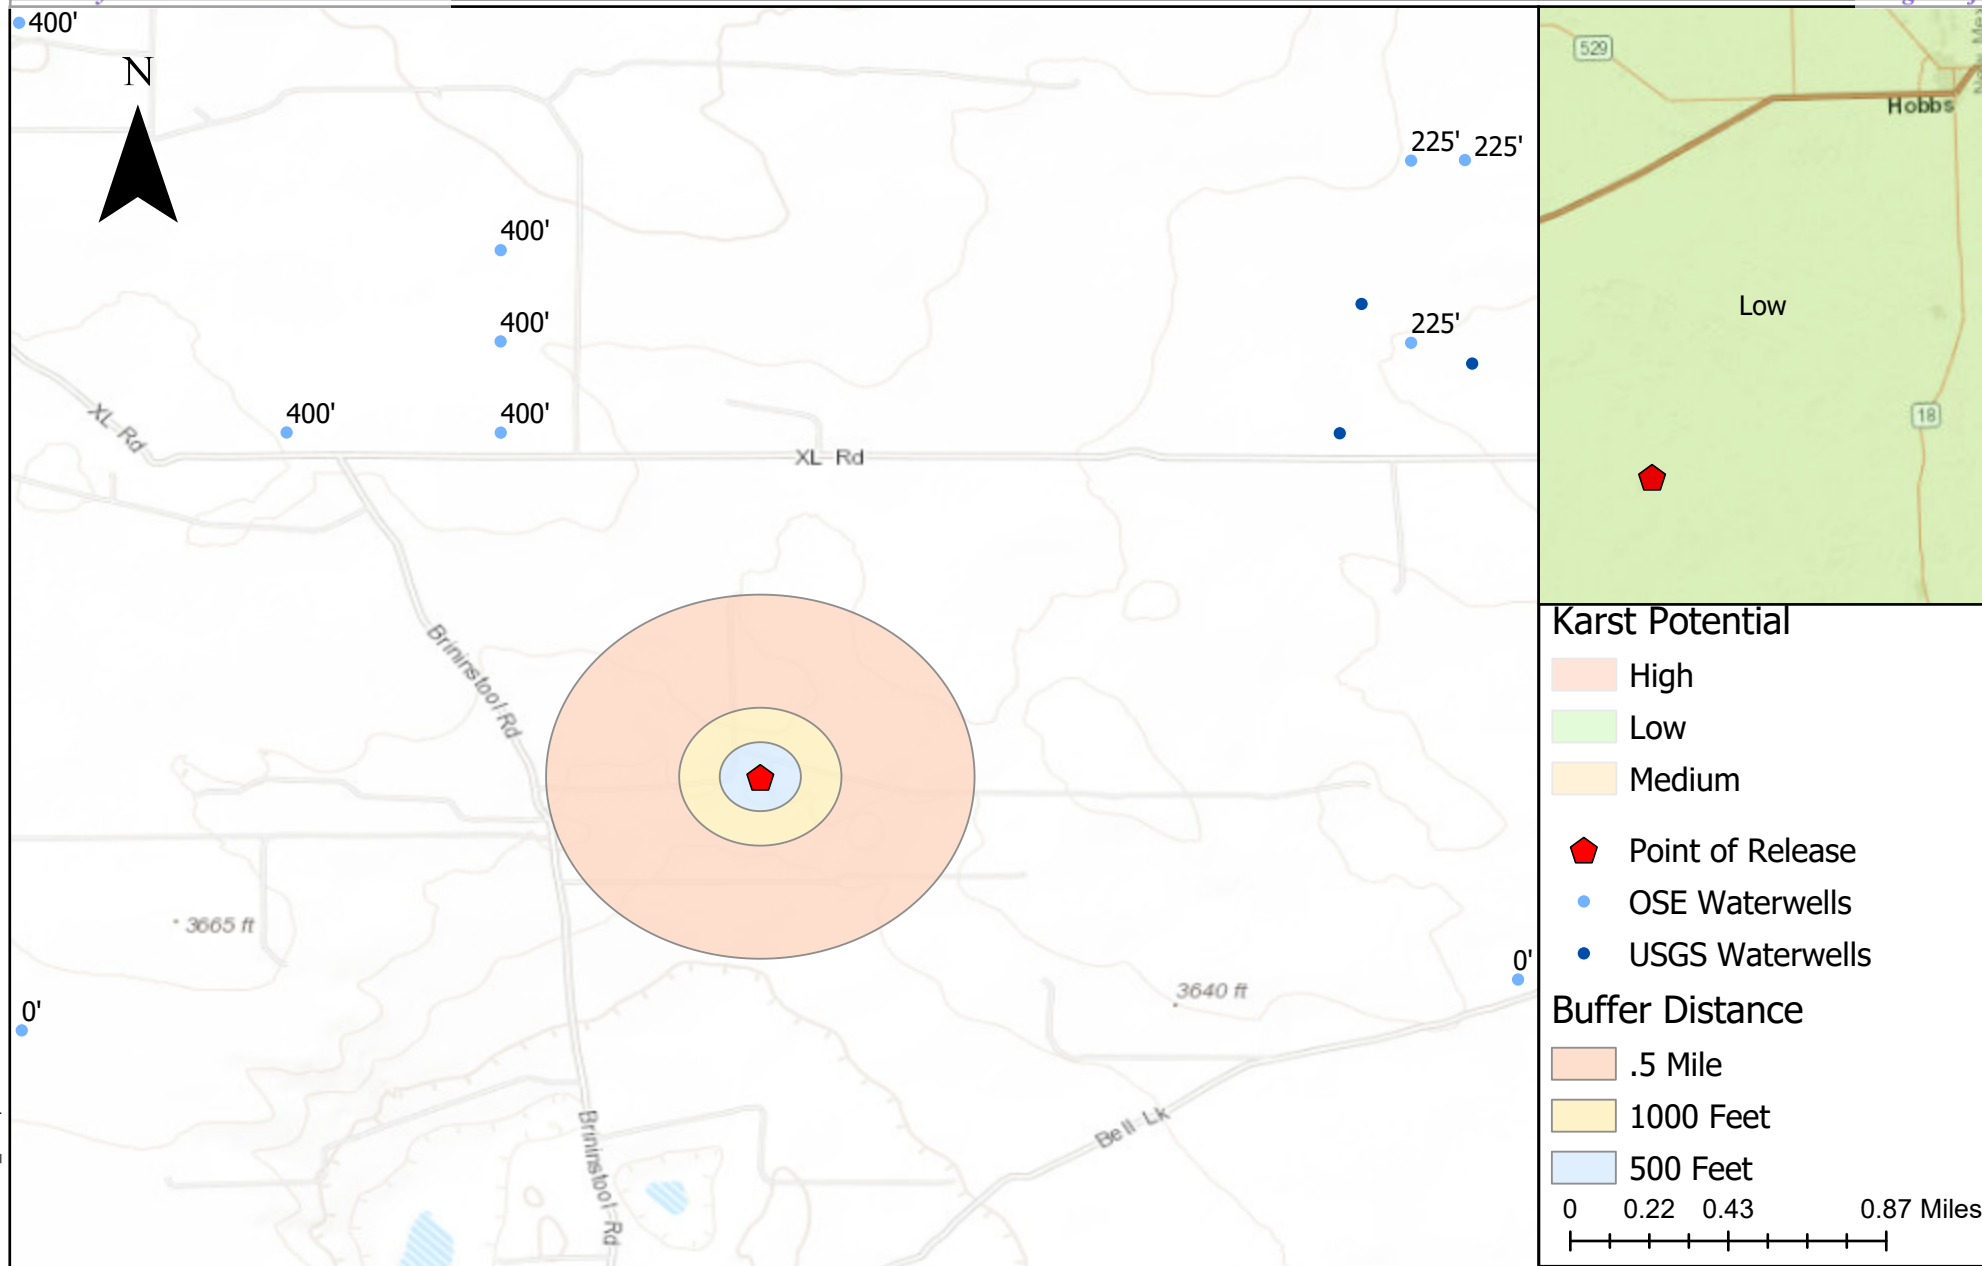 400'
N
225'
225'
400'
400'
225'
400'
400'
XL Rd
XL Rd
Brininstool Rd
3665 ft
0'
3640 ft
0'
Bell Lk
Brininstool Rd
529
Hobbs
Low
18
Karst Potential
High
Low
Medium
Point of Release
OSE Waterwells
USGS Waterwells
Buffer Distance
.5 Mile
1000 Feet
500 Feet
0 0.22 0.43 0.87 Miles